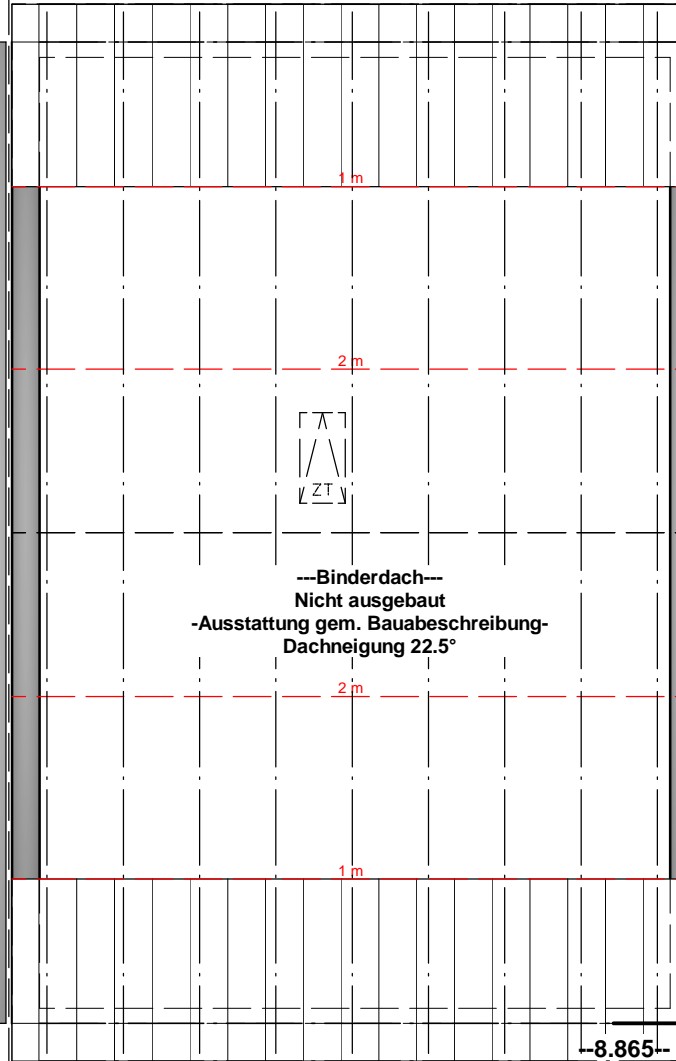 1 m
2 m
ZT
---Binderdach---
Nicht ausgebaut
-Ausstattung gem. Bauabeschreibung-
Dachneigung 22.5°
2 m
1 m
--8.865--